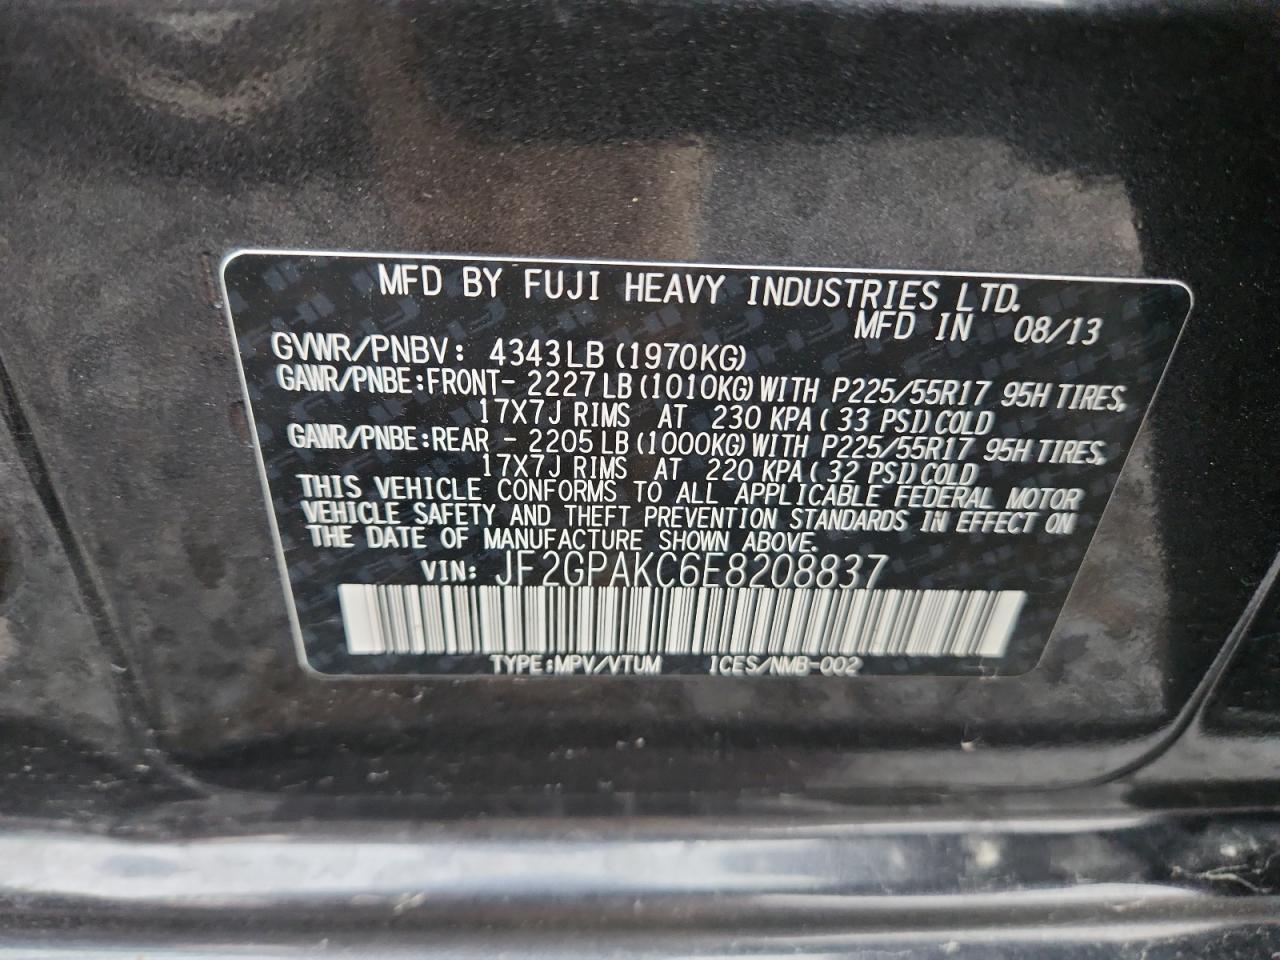 MFD BY FUJI HEAVY INDUSTRIES LTD.
MFD IN 08/13
GVWR/PNBV: 4343LB (1970KG)
GAWR/PNBE:FRONT- 2227LB (1010KG) WITH P225/55R17 95H TIRES,
17X7J RIMS AT 230 KPA ( 33 PSI) COLD
GAWR/PNBE:REAR - 2205LB (1000KG) WITH P225/55R17 95H TIRES,
17X7J RIMS AT 220 KPA ( 32 PSI) COLD
THIS VEHICLE CONFORMS TO ALL APPLICABLE FEDERAL MOTOR
VEHICLE SAFETY AND THEFT PREVENTION STANDARDS IN EFFECT ON
THE DATE OF MANUFACTURE SHOWN ABOVE.
VIN: JF2GPAKC6E8208837
TYPE:MPV/VTUM ICES/NMB-002